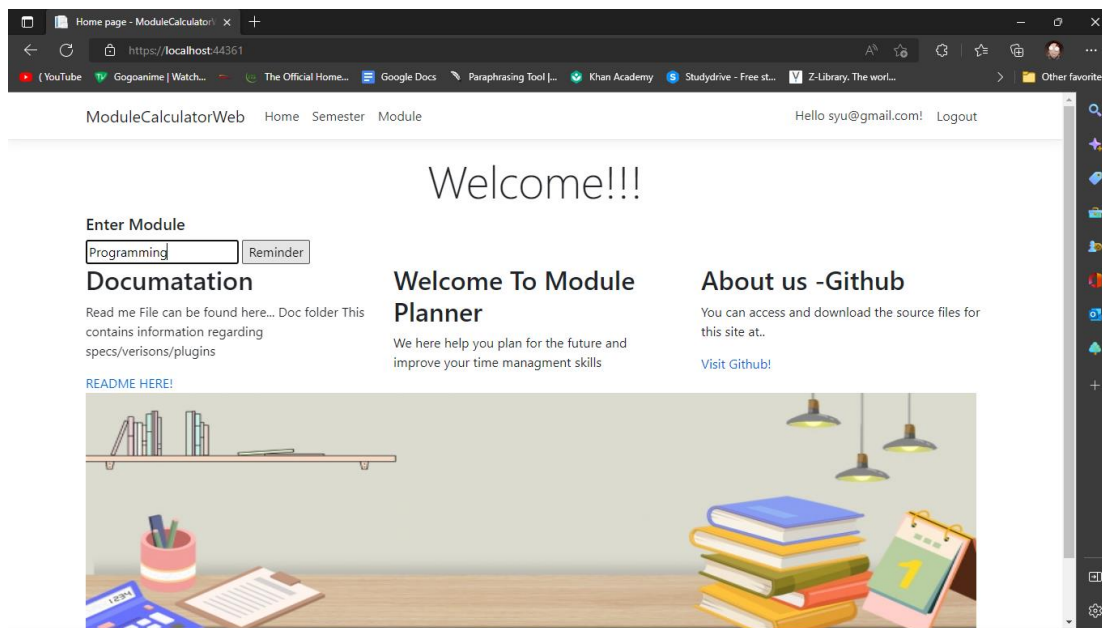 Home page - ModuleCalculatorV
https://localhost:44361
( YouTube Gogoanime | Watch... The Official Home... Google Docs Paraphrasing Tool |... Khan Academy Studydrive - Free st... Z-Library. The worl... Other favorite
ModuleCalculatorWeb Home Semester Module Hello syu@gmail.com! Logout
Welcome!!!
Enter Module
Programming Reminder
Documatation
Read me File can be found here... Doc folder This
contains information regarding
specs/verisons/plugins
README HERE!
Welcome To Module
Planner
We here help you plan for the future and
improve your time managment skills
About us -Github
You can access and download the source files for
this site at..
Visit Github!
1234
1